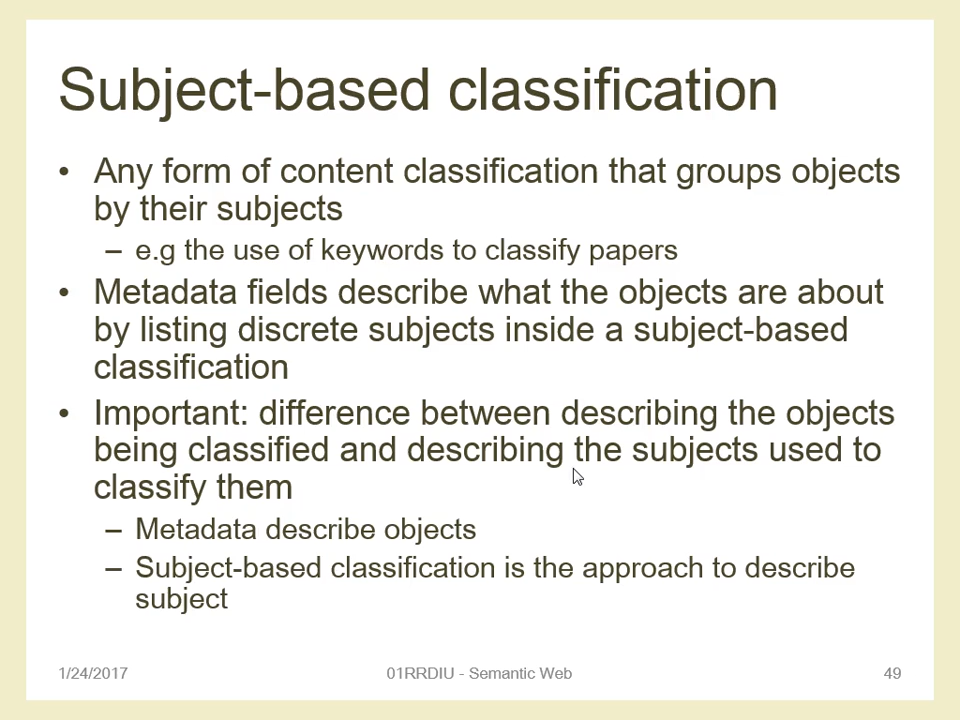 Subject-based classification
• Any form of content classification that groups objects
by their subjects
– e.g the use of keywords to classify papers
• Metadata fields describe what the objects are about
by listing discrete subjects inside a subject-based
classification
• Important: difference between describing the objects
being classified and describing the subjects used to
classify them
– Metadata describe objects
– Subject-based classification is the approach to describe
subject
1/24/2017 01RRDIU - Semantic Web 49